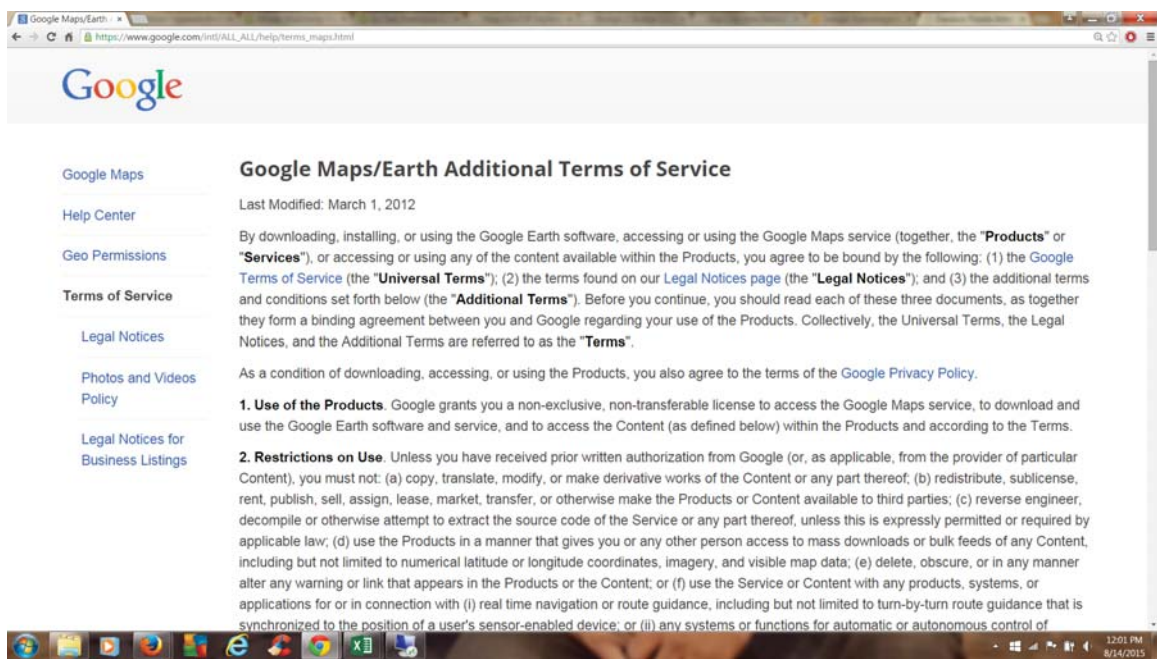 Google Maps/Earth
https://www.google.com/intl/ALL_ALL/help/terms_maps.html
Google
Google Maps
Help Center
Geo Permissions
Terms of Service
Legal Notices
Photos and Videos
Policy
Legal Notices for
Business Listings
Google Maps/Earth Additional Terms of Service
Last Modified: March 1, 2012
By downloading, installing, or using the Google Earth software, accessing or using the Google Maps service (together, the "Products" or
"Services"), or accessing or using any of the content available within the Products, you agree to be bound by the following: (1) the Google
Terms of Service (the "Universal Terms"); (2) the terms found on our Legal Notices page (the "Legal Notices"); and (3) the additional terms
and conditions set forth below (the "Additional Terms"). Before you continue, you should read each of these three documents, as together
they form a binding agreement between you and Google regarding your use of the Products. Collectively, the Universal Terms, the Legal
Notices, and the Additional Terms are referred to as the "Terms".
As a condition of downloading, accessing, or using the Products, you also agree to the terms of the Google Privacy Policy.
1. Use of the Products. Google grants you a non-exclusive, non-transferable license to access the Google Maps service, to download and
use the Google Earth software and service, and to access the Content (as defined below) within the Products and according to the Terms.
2. Restrictions on Use. Unless you have received prior written authorization from Google (or, as applicable, from the provider of particular
Content), you must not: (a) copy, translate, modify, or make derivative works of the Content or any part thereof; (b) redistribute, sublicense,
rent, publish, sell, assign, lease, market, transfer, or otherwise make the Products or Content available to third parties; (c) reverse engineer,
decompile or otherwise attempt to extract the source code of the Service or any part thereof, unless this is expressly permitted or required by
applicable law; (d) use the Products in a manner that gives you or any other person access to mass downloads or bulk feeds of any Content,
including but not limited to numerical latitude or longitude coordinates, imagery, and visible map data; (e) delete, obscure, or in any manner
alter any warning or link that appears in the Products or the Content; or (f) use the Service or Content with any products, systems, or
applications for or in connection with (i) real time navigation or route guidance, including but not limited to turn-by-turn route guidance that is
synchronized to the position of a user's sensor-enabled device; or (ii) any systems or functions for automatic or autonomous control of
12:01 PM
8/14/2015